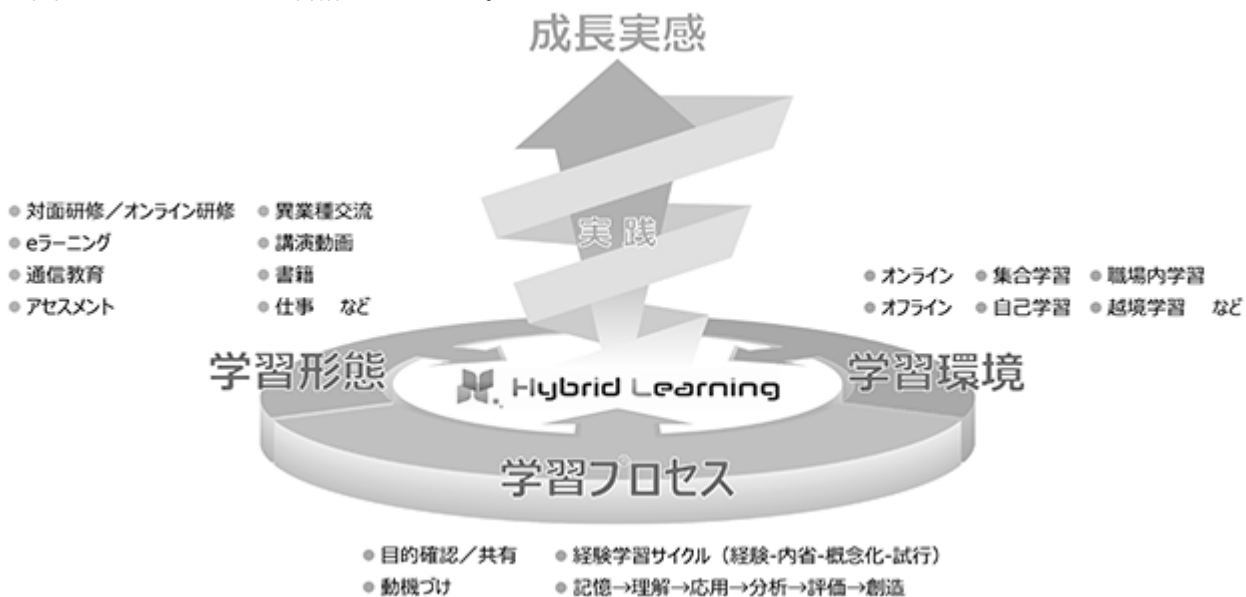 成長実感
実践
● 対面研修／オンライン研修 ● 異業種交流
● eラーニング ● 講演動画
● 通信教育 ● 書籍
● アセスメント ● 仕事 など
● オンライン ● 集合学習 ● 職場内学習
● オフライン ● 自己学習 ● 越境学習 など
学習形態
Hybrid Learning
学習環境
学習プロセス
● 目的確認／共有 ● 経験学習サイクル（経験-内省-概念化-試行）
● 動機づけ ● 記憶→理解→応用→分析→評価→創造